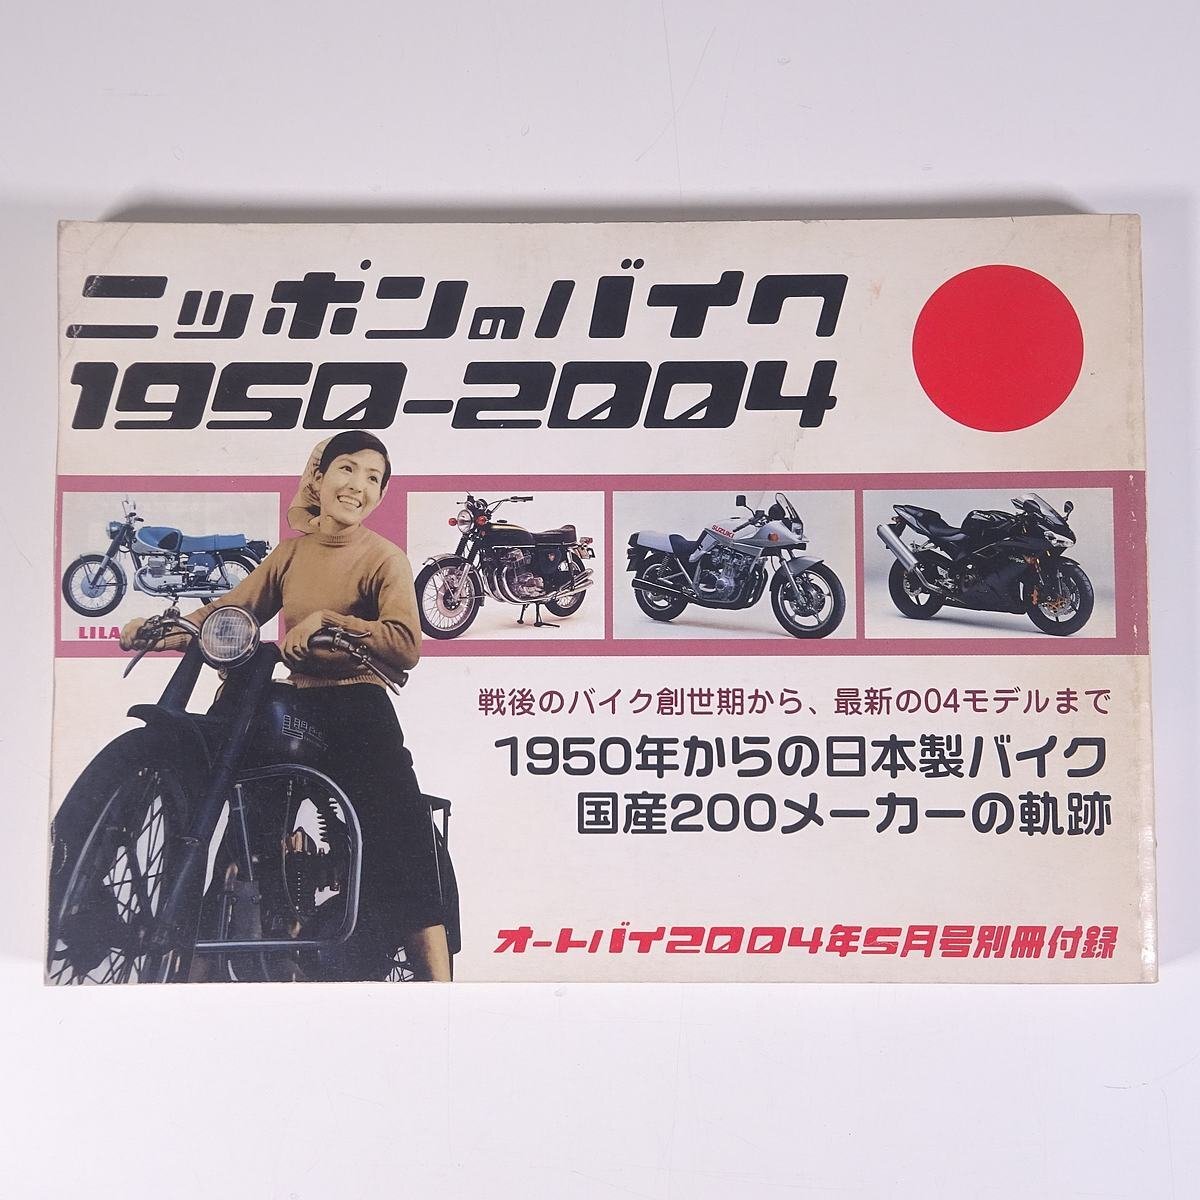 ニッポンのバイク
1950-2004
LILA
SUZUKI
戦後のバイク創世期から、最新の04モデルまで
1950年からの日本製バイク
国産200メーカーの軌跡
オートバイ2004年5月号別冊付録